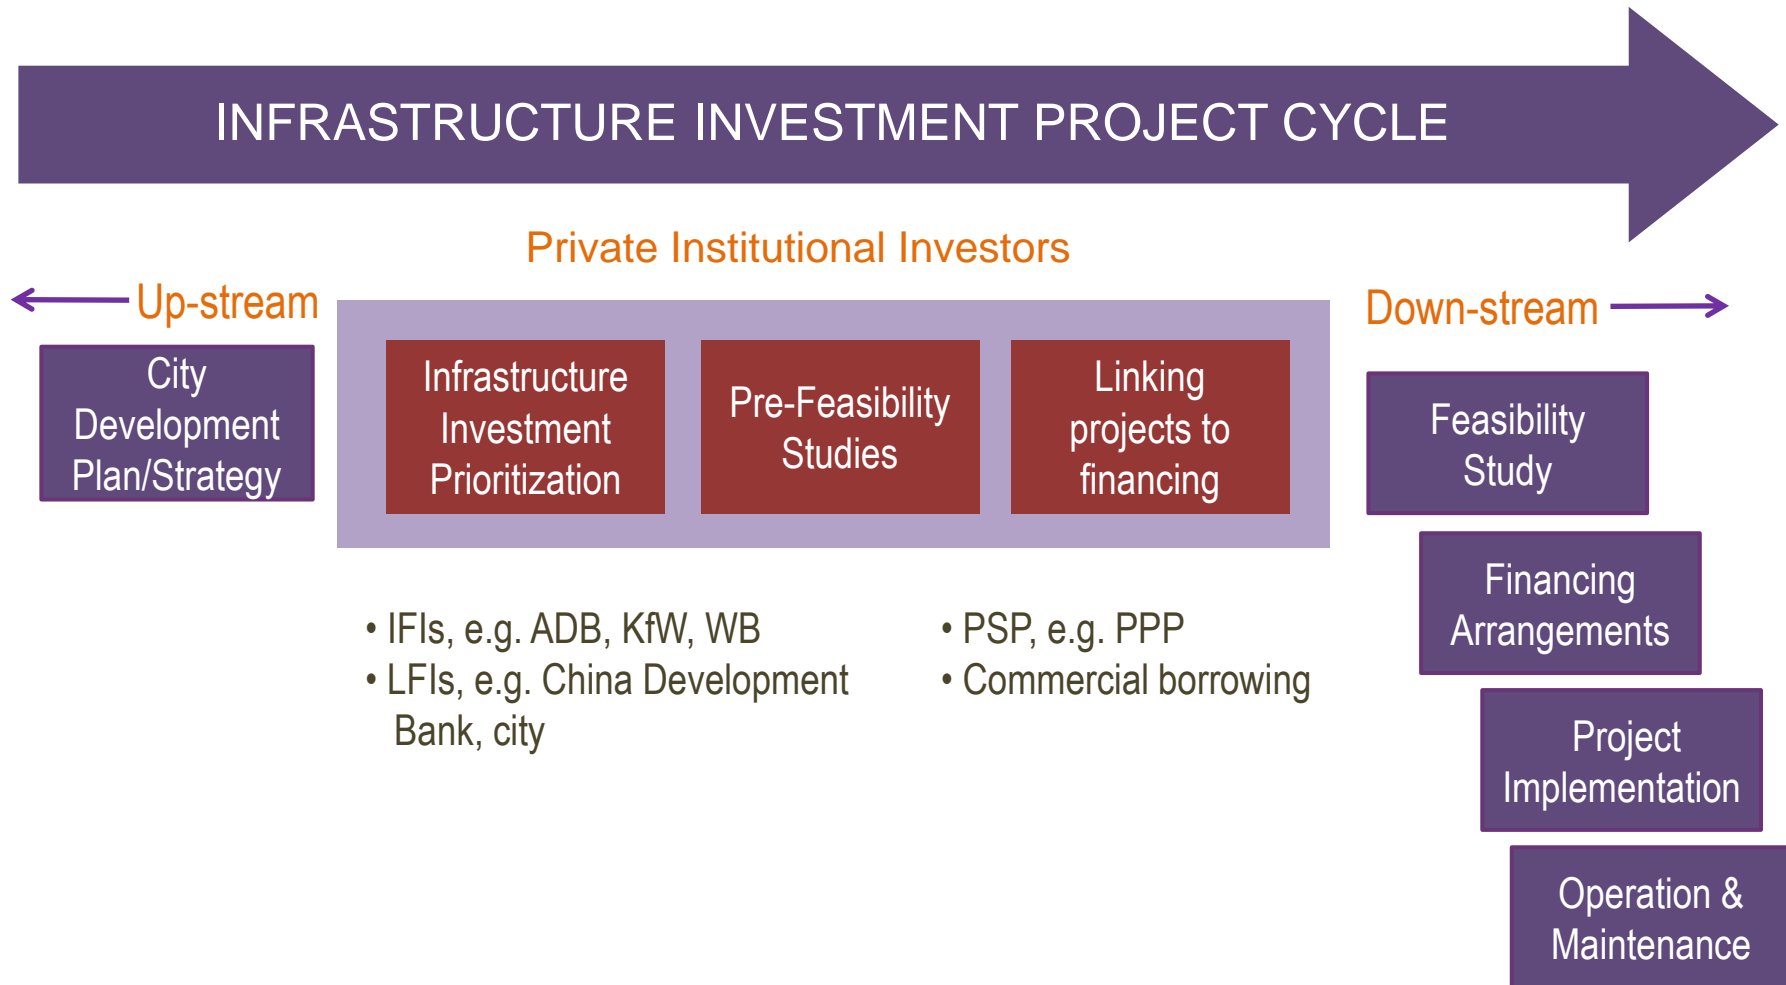 INFRASTRUCTURE INVESTMENT PROJECT CYCLE
Private Institutional Investors
Up-stream
Down-stream
City
Development
Plan/Strategy
Infrastructure
Investment
Prioritization
Pre-Feasibility
Studies
Linking
projects to
financing
Feasibility
Study
Financing
Arrangements
Project
Implementation
Operation &
Maintenance
• IFIs, e.g. ADB, KfW, WB
• LFIs, e.g. China Development
Bank, city
• PSP, e.g. PPP
• Commercial borrowing